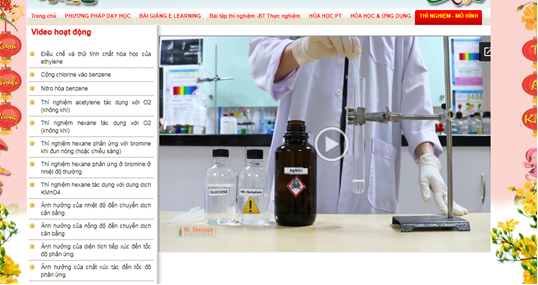 Trang chủ PHƯƠNG PHÁP DẠY HỌC BÀI GIẢNG E LEARNING Bài tập thí nghiệm -BT Thực nghiệm HÓA HỌC PT HÓA HỌC & ỨNG DỤNG THÍ NGHIỆM - MÔ HÌNH
Video hoạt động
Điều chế và thử tính chất hóa học của
ethylene
Cộng chlorine vào benzene
Nitro hóa benzene
Thí nghiệm acetylene tác dụng với O2
(không khí)
Thí nghiệm hexane tác dụng với O2
(không khí)
Thí nghiệm hexane phản ứng với bromine
khi đun nóng (hoặc chiếu sáng)
Thí nghiệm hexane phản ứng ở bromine ở
nhiệt độ thường
Thí nghiệm hexane tác dụng với dung dịch
KMnO4
Ảnh hưởng của nhiệt độ đến chuyển dịch
cân bằng
Ảnh hưởng của nồng độ đến chuyển dịch
cân bằng
Ảnh hưởng của diện tích tiếp xúc đến tốc
độ phản ứng
Ảnh hưởng của chất xúc tác đến tốc độ
phản ứng
AgNO3
GLUCOSE
NH3 Solution